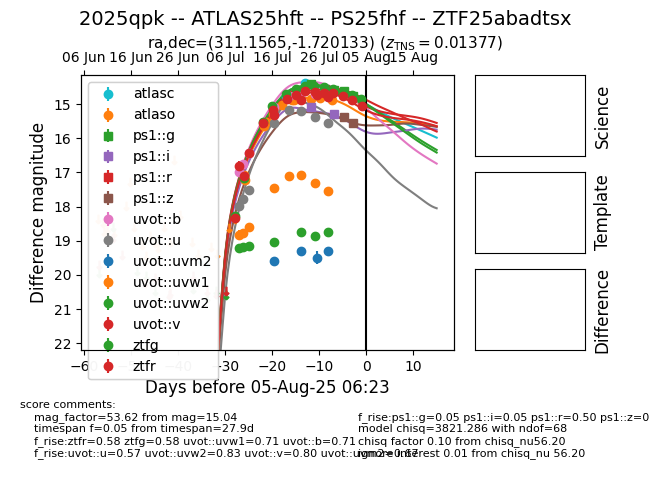 2025qpk -- ATLAS25hft -- PS25fhf -- ZTF25abadtsx
ra,dec=(311.1565,-1.720133) (zTNS = 0.01377)
06 Jun 16 Jun 26 Jun 06 Jul 16 Jul 26 Jul 05 Aug 15 Aug
atlasc
atlaso
ps1::g
ps1::i
ps1::r
ps1::z
uvot::b
uvot::u
uvot::uvm2
uvot::uvw1
uvot::uvw2
uvot::v
ztfg
ztfr
15
16
17
18
19
20
21
22
Difference magnitude
−60 −50 −40 −30 −20 −10 0 10
Days before 05-Aug-25 06:23
Science
Template
Difference
score comments:
mag_factor=53.62 from mag=15.04
timespan f=0.05 from timespan=27.9d
f_rise:ztfr=0.58 ztfg=0.58 uvot::uvw1=0.71 uvot::b=0.71
f_rise:uvot::u=0.57 uvot::uvw2=0.83 uvot::v=0.80 uvot::uvm2=0.67
f_rise:ps1::g=0.05 ps1::i=0.05 ps1::r=0.50 ps1::z=0
model chisq=3821.286 with ndof=68
chisq factor 0.10 from chisq_nu56.20
ignore interest 0.01 from chisq_nu 56.20